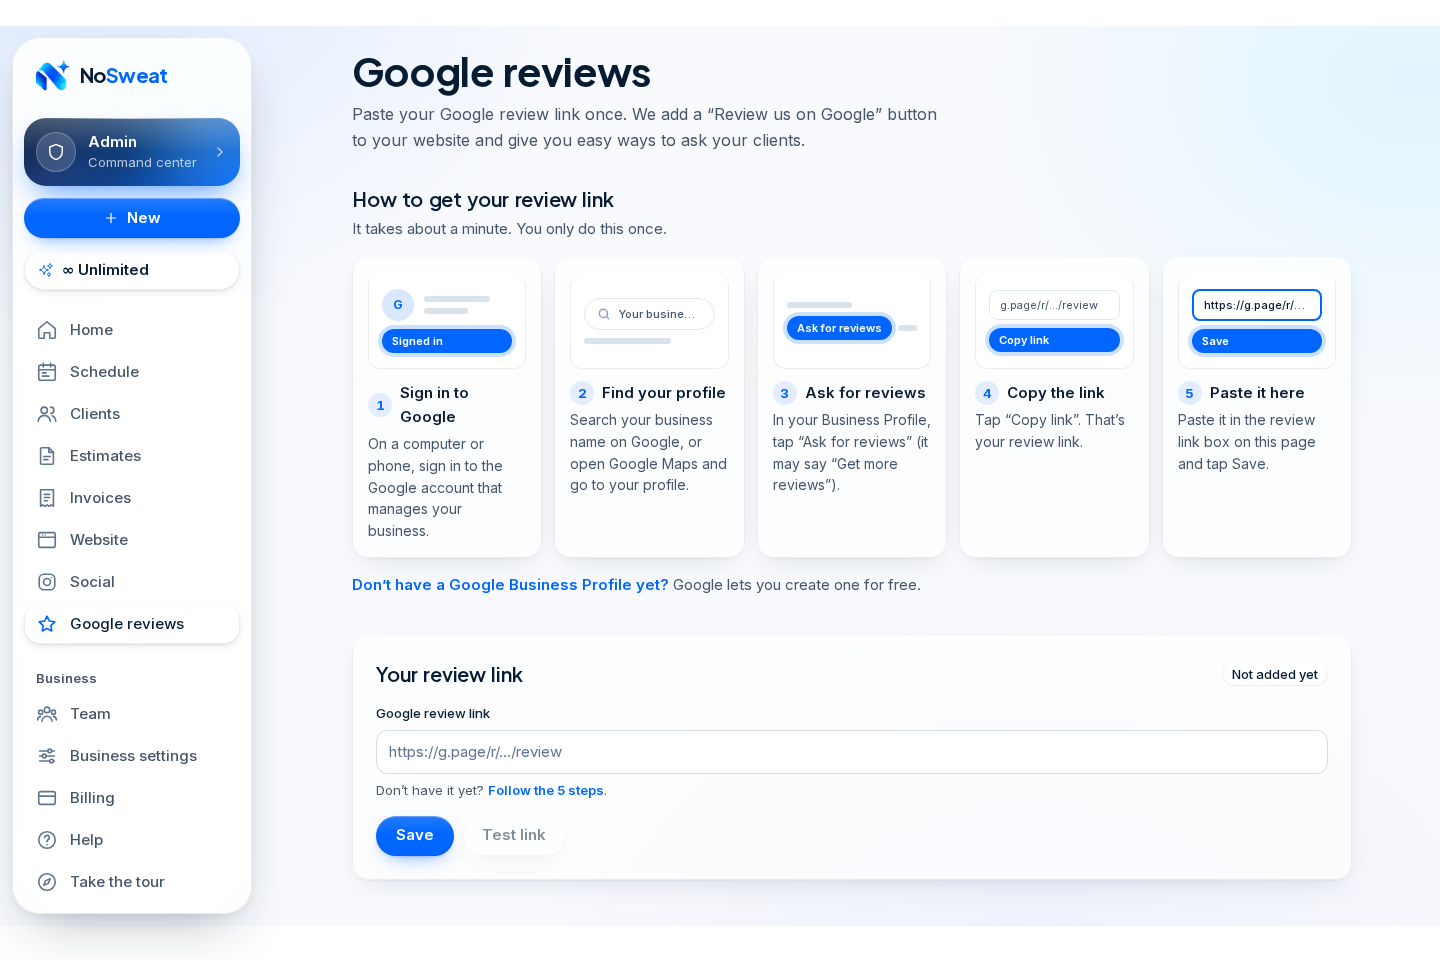 NoSweat
Admin
Command center
New
∞ Unlimited
Home
Schedule
Clients
Estimates
Invoices
Website
Social
Google reviews
Business
Team
Business settings
Billing
Help
Take the tour
Google reviews
Paste your Google review link once. We add a “Review us on Google” button
to your website and give you easy ways to ask your clients.
How to get your review link
It takes about a minute. You only do this once.
G
Signed in
1
Sign in to
Google
On a computer or
phone, sign in to the
Google account that
manages your
business.
Your busine…
2 Find your profile
Search your business
name on Google, or
open Google Maps and
go to your profile.
Ask for reviews
3 Ask for reviews
In your Business Profile,
tap “Ask for reviews” (it
may say “Get more
reviews”).
g.page/r/…/review
Copy link
4 Copy the link
Tap “Copy link”. That’s
your review link.
https://g.page/r/…
Save
5 Paste it here
Paste it in the review
link box on this page
and tap Save.
Don’t have a Google Business Profile yet? Google lets you create one for free.
Your review link
Not added yet
Google review link
https://g.page/r/…/review
Don’t have it yet? Follow the 5 steps.
Save
Test link